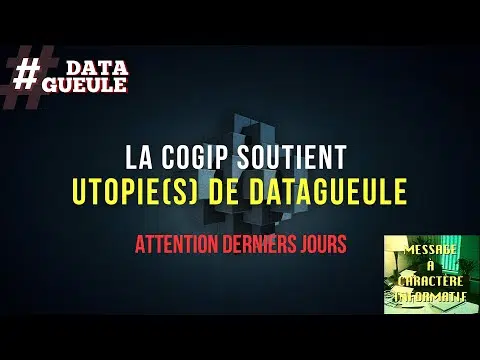 # DATA
GUEULE
LA COGIP SOUTIENT
UTOPIE(S) DE DATAGUEULE
ATTENTION DERNIERS JOURS
MESSAGE
À
CARACTÈRE
INFORMATIF